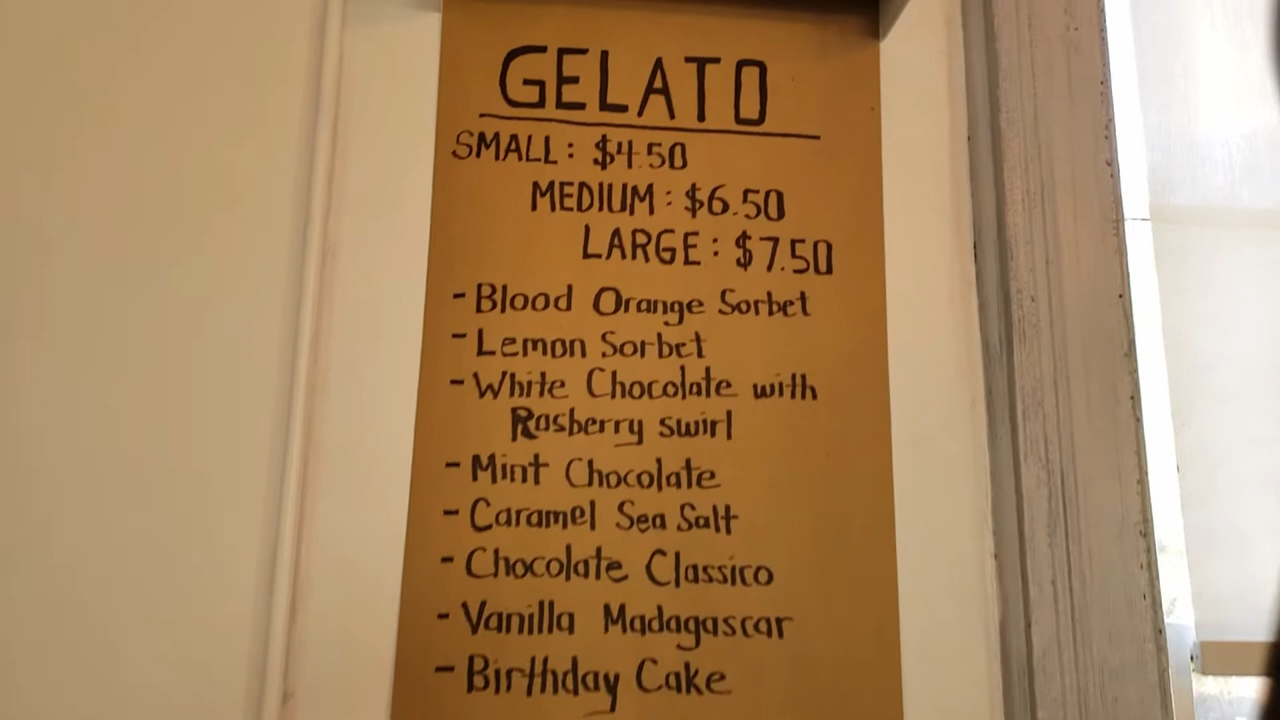 GELATO
SMALL: $4.50
MEDIUM: $6.50
LARGE: $7.50
- Blood Orange Sorbet
- Lemon Sorbet
- White Chocolate with
Rasberry swirl
- Mint Chocolate
- Caramel Sea Salt
- Chocolate Classico
- Vanilla Madagascar
- Birthday Cake